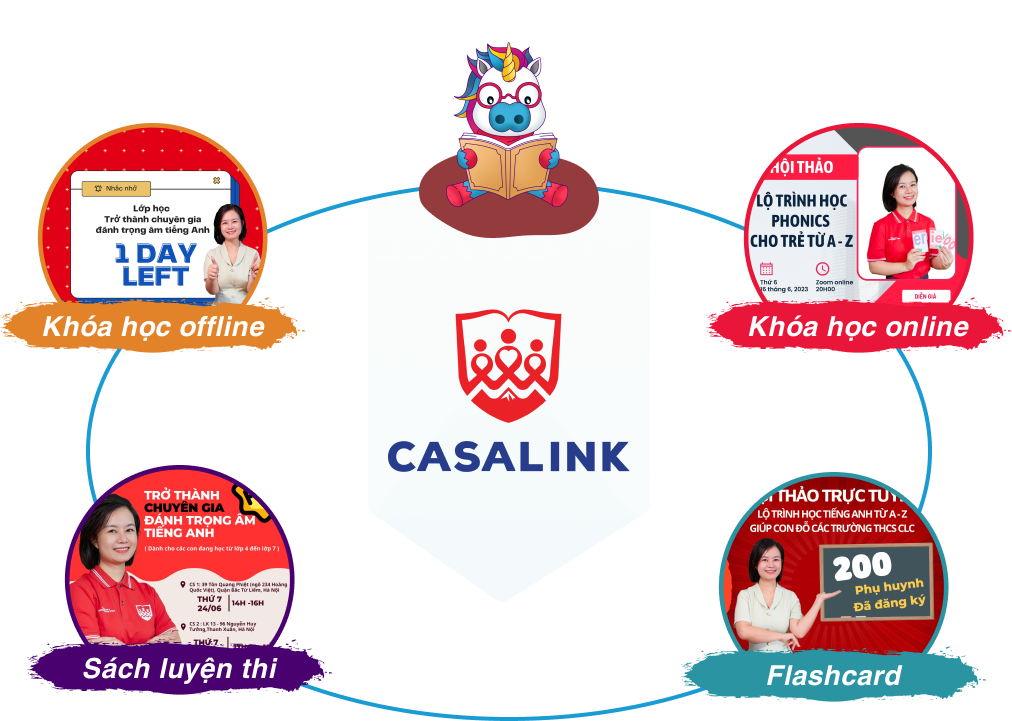 Nhắc nhở
Lớp học
Trở thành chuyên gia
đánh trọng âm tiếng Anh
1 DAY
LEFT
Khóa học offline
HỘI THẢO
LỘ TRÌNH HỌC
PHONICS
CHO TRẺ TỪ A - Z
Thứ 6
16 tháng 6, 2023
Zoom online
20H00
DIỄN GIẢ
Khóa học online
CASALINK
TRỞ THÀNH
CHUYÊN GIA
ĐÁNH TRỌNG ÂM
TIẾNG ANH
( Dành cho các con đang học từ lớp 4 đến lớp 7 )
CS 1: 39 Tôn Quang Phiệt (ngõ 234 Hoàng
Quốc Việt), Quận Bắc Từ Liêm, Hà Nội
THỨ 7
24/06
14H -16H
CS 2 : LK 13 - 96 Nguyễn Huy
Tưởng,Thanh Xuân, Hà Nội
THỨ 7
Sách luyện thi
THẢO TRỰC
LỘ TRÌNH HỌC TIẾNG ANH TỪ A - Z
GIÚP CON ĐỖ CÁC TRƯỜNG THCS CLC
200
Phụ huynh
Đã đăng ký
Flashcard